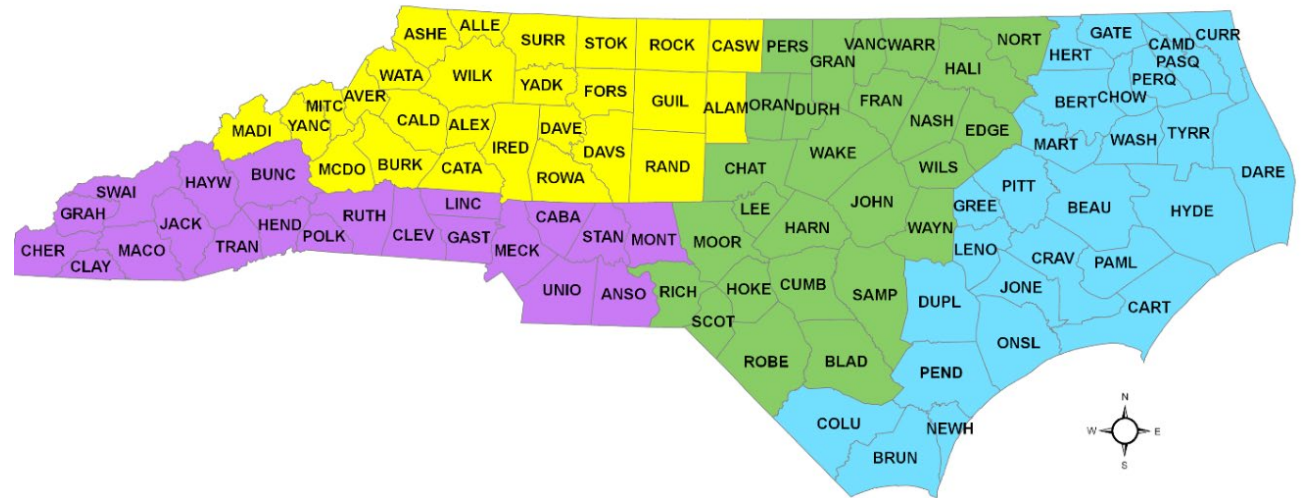 ASHE ALLE SURR STOK ROCK CASW PERS GRAN VANC WARR NORT HERT GATE CAMD CURR
PASQ
WATA WILK YADK FORS GUIL ALAM ORAN DURH FRAN HALI BERT CHOW PERQ
MITC AVER CALD ALEX IRED DAVE DAVS RAND NASH EDGE MART WASH TYRR
MADI YANC MCDO BURK CATA ROWA CHAT WAKE WILS DARE
SWAI HAYW BUNC LINC CABA LEE JOHN PITT BEAU HYDE
GRAH JACK HEND RUTH CLEV GAST MECK STAN MONT MOOR HARN WAYN GREE
CHER MACO TRAN POLK LENO CRAV PAML
CLAY UNIO ANSO RICH HOKE CUMB SAMP DUPL JONE CART
SCOT ONSL
ROBE BLAD PEND
COLU NEWH
BRUN
N
W E
S